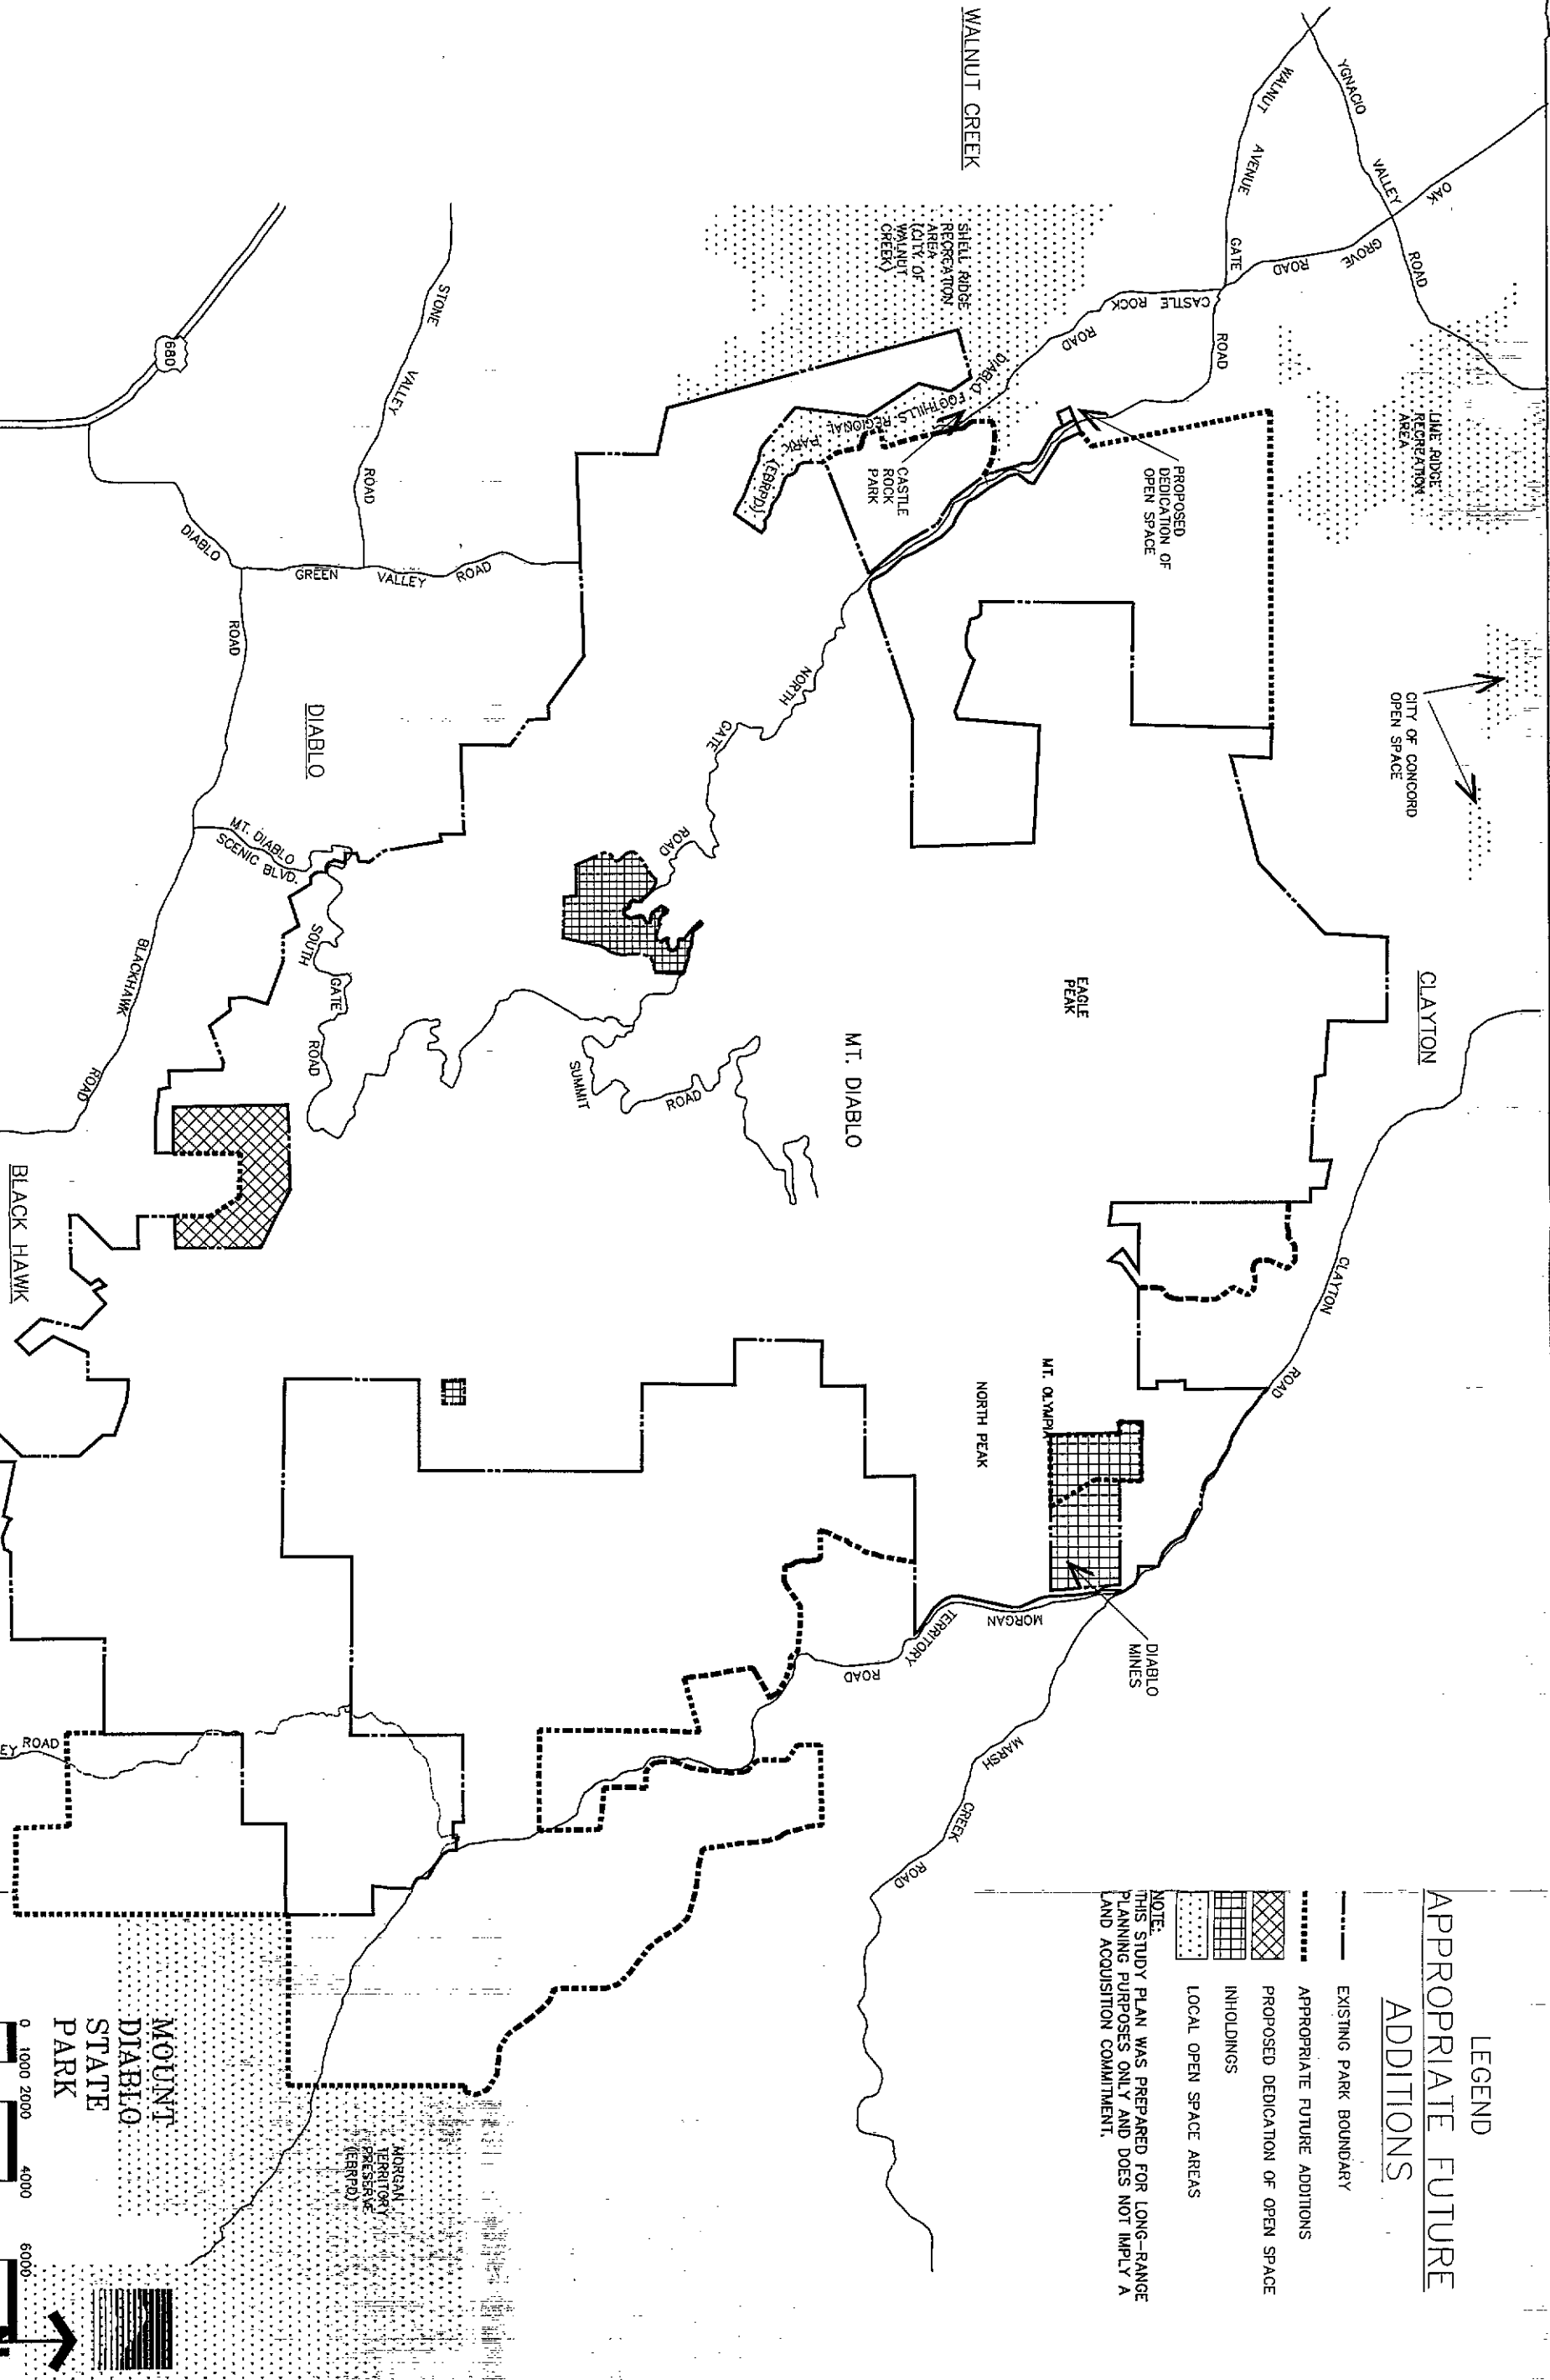 LEGEND
APPROPRIATE FUTURE
ADDITIONS
EXISTING PARK BOUNDARY
APPROPRIATE FUTURE ADDITIONS
PROPOSED DEDICATION OF OPEN SPACE
INHOLDINGS
LOCAL OPEN SPACE AREAS
NOTE:
THIS STUDY PLAN WAS PREPARED FOR LONG-RANGE
PLANNING PURPOSES ONLY AND DOES NOT IMPLY A
LAND ACQUISITION COMMITMENT.
WALNUT CREEK
YGNACIO VALLEY ROAD
WALNUT AVENUE
OAK GROVE ROAD
GATE ROAD
CASTLE ROCK ROAD
LIME RIDGE
RECREATION
AREA
SHELL RIDGE
RECREATION
AREA
(CITY OF
WALNUT
CREEK)
DIABLO FOOTHILLS REGIONAL PARK
(EBRPD)
CASTLE
ROCK
PARK
PROPOSED
DEDICATION OF
OPEN SPACE
CITY OF CONCORD
OPEN SPACE
CLAYTON
CLAYTON ROAD
EAGLE
PEAK
MT. DIABLO
NORTH GATE ROAD
SUMMIT ROAD
SOUTH GATE ROAD
MT. DIABLO
SCENIC BLVD.
STONE VALLEY ROAD
680
DIABLO ROAD
GREEN VALLEY ROAD
DIABLO
BLACKHAWK ROAD
BLACK HAWK
MT. OLYMPIA
NORTH PEAK
DIABLO
MINES
MORGAN TERRITORY ROAD
MARSH CREEK ROAD
EY ROAD
MORGAN
TERRITORY
PRESERVE
(EBRPD)
MOUNT
DIABLO
STATE
PARK
0 1000 2000 4000 6000